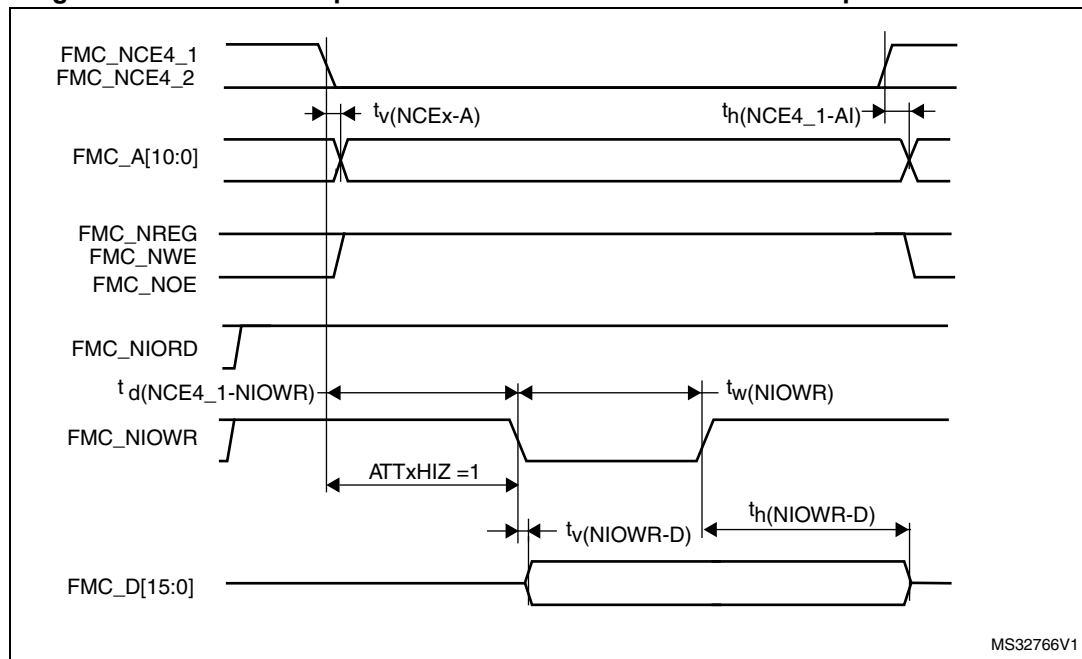 FMC_NCE4_1
FMC_NCE4_2
tv(NCEx-A)
th(NCE4_1-AI)
FMC_A[10:0]
FMC_NREG
FMC_NWE
FMC_NOE
FMC_NIORD
td(NCE4_1-NIOWR)
tw(NIOWR)
FMC_NIOWR
ATTxHIZ =1
th(NIOWR-D)
tv(NIOWR-D)
FMC_D[15:0]
MS32766V1